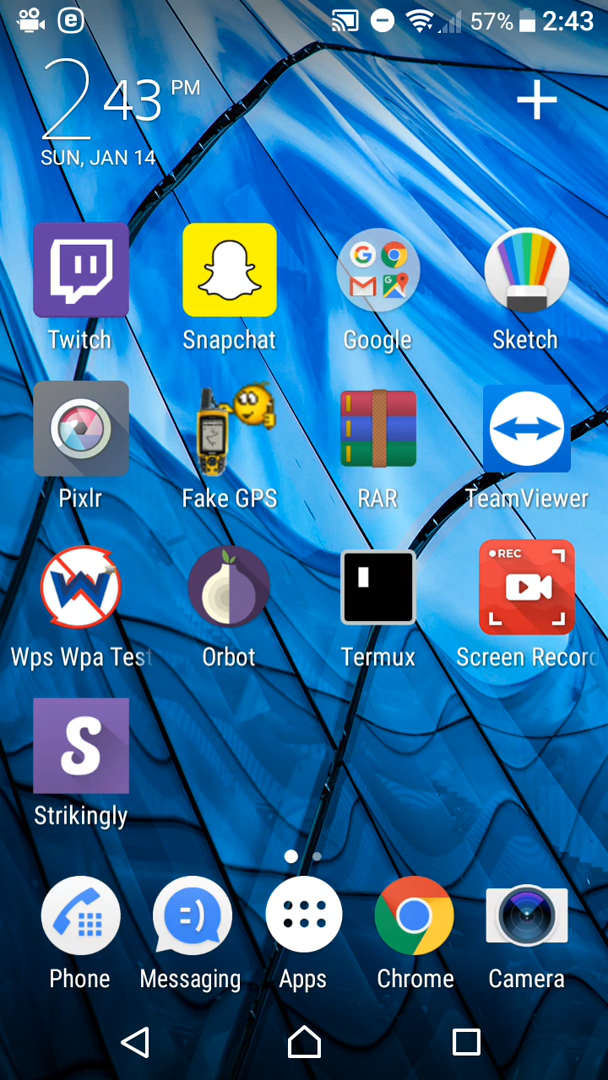 57% 2:43
2 43 PM
SUN, JAN 14
Twitch Snapchat Google Sketch
Pixlr Fake GPS RAR TeamViewer
REC
Wps Wpa Test Orbot Termux Screen Record
S
Strikingly
Phone Messaging Apps Chrome Camera